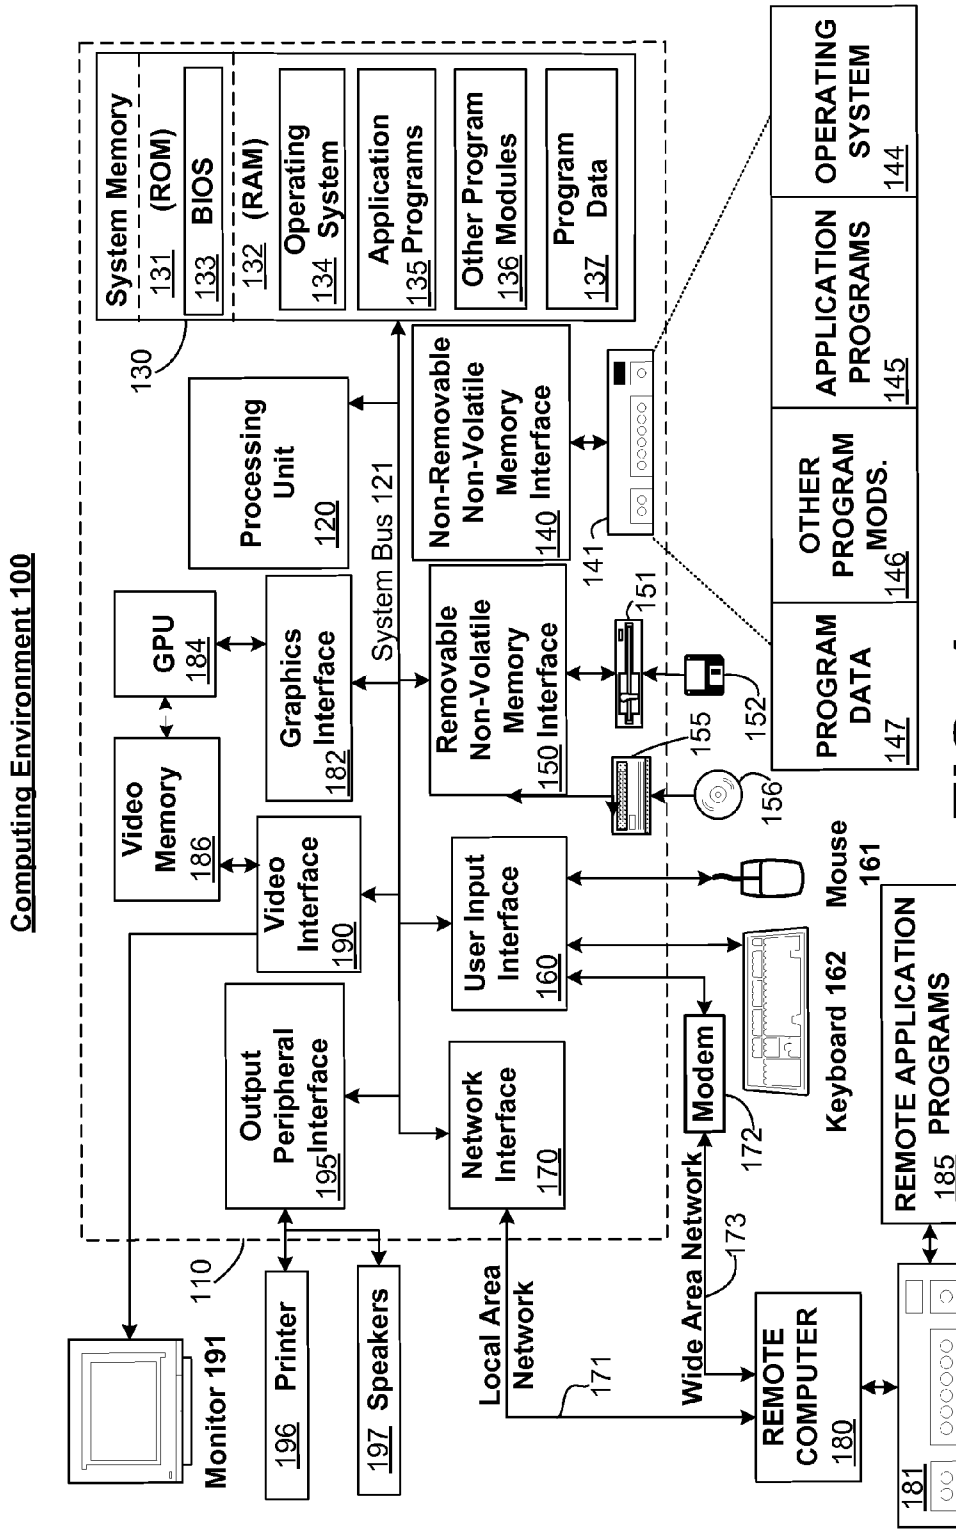 Computing Environment 100
Monitor 191
196 Printer
197 Speakers
110
Output
Peripheral
Interface
195
Video
Memory
186
GPU
184
Video
Interface
190
Graphics
Interface
182
Processing
Unit
120
130
System Memory
131 (ROM)
133 BIOS
132 (RAM)
Operating
System
134
Application
Programs
135
Other Program
Modules
136
Program
Data
137
System Bus 121
Network
Interface
170
User Input
Interface
160
Removable
Non-Volatile
Memory
Interface
150
Non-Removable
Non-Volatile
Memory
Interface
140
Local Area
Network
171
Wide Area Network
173
Modem
172
Keyboard 162
Mouse
161
155
156
151
152
141
REMOTE
COMPUTER
180
181
REMOTE APPLICATION
PROGRAMS
185
PROGRAM
DATA
147
OTHER
PROGRAM
MODS.
146
APPLICATION
PROGRAMS
145
OPERATING
SYSTEM
144